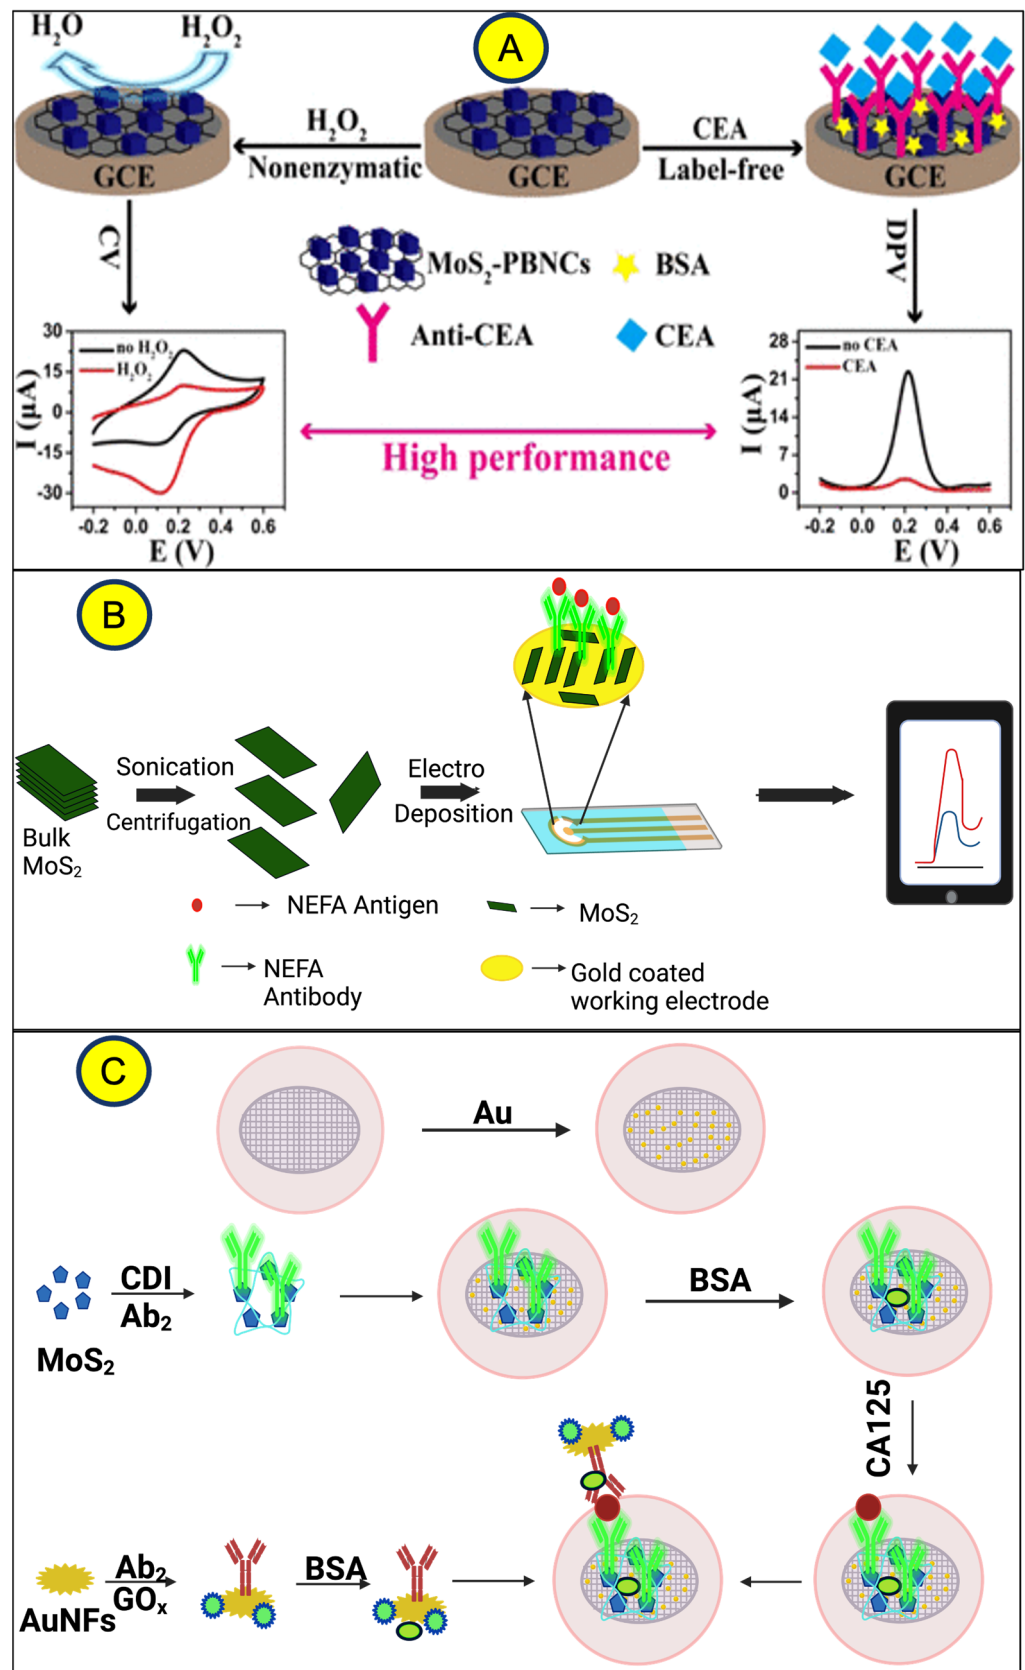 A
H₂O
H₂O₂
GCE
H₂O₂
Nonenzymatic
GCE
CEA
Label-free
GCE
CV
DPV
MoS₂-PBNCs
BSA
Anti-CEA
CEA
30
15
0
-15
-30
I (μA)
no H₂O₂
H₂O₂
-0.2 0.0 0.2 0.4 0.6
E (V)
High performance
28
21
14
7
0
I (μA)
no CEA
CEA
-0.2 0.0 0.2 0.4 0.6
E (V)
B
Bulk
MoS₂
Sonication
Centrifugation
Electro
Deposition
NEFA Antigen
MoS₂
NEFA
Antibody
Gold coated
working electrode
C
Au
MoS₂
CDI
Ab₂
BSA
CA125
AuNFs
Ab₂
GOₓ
BSA